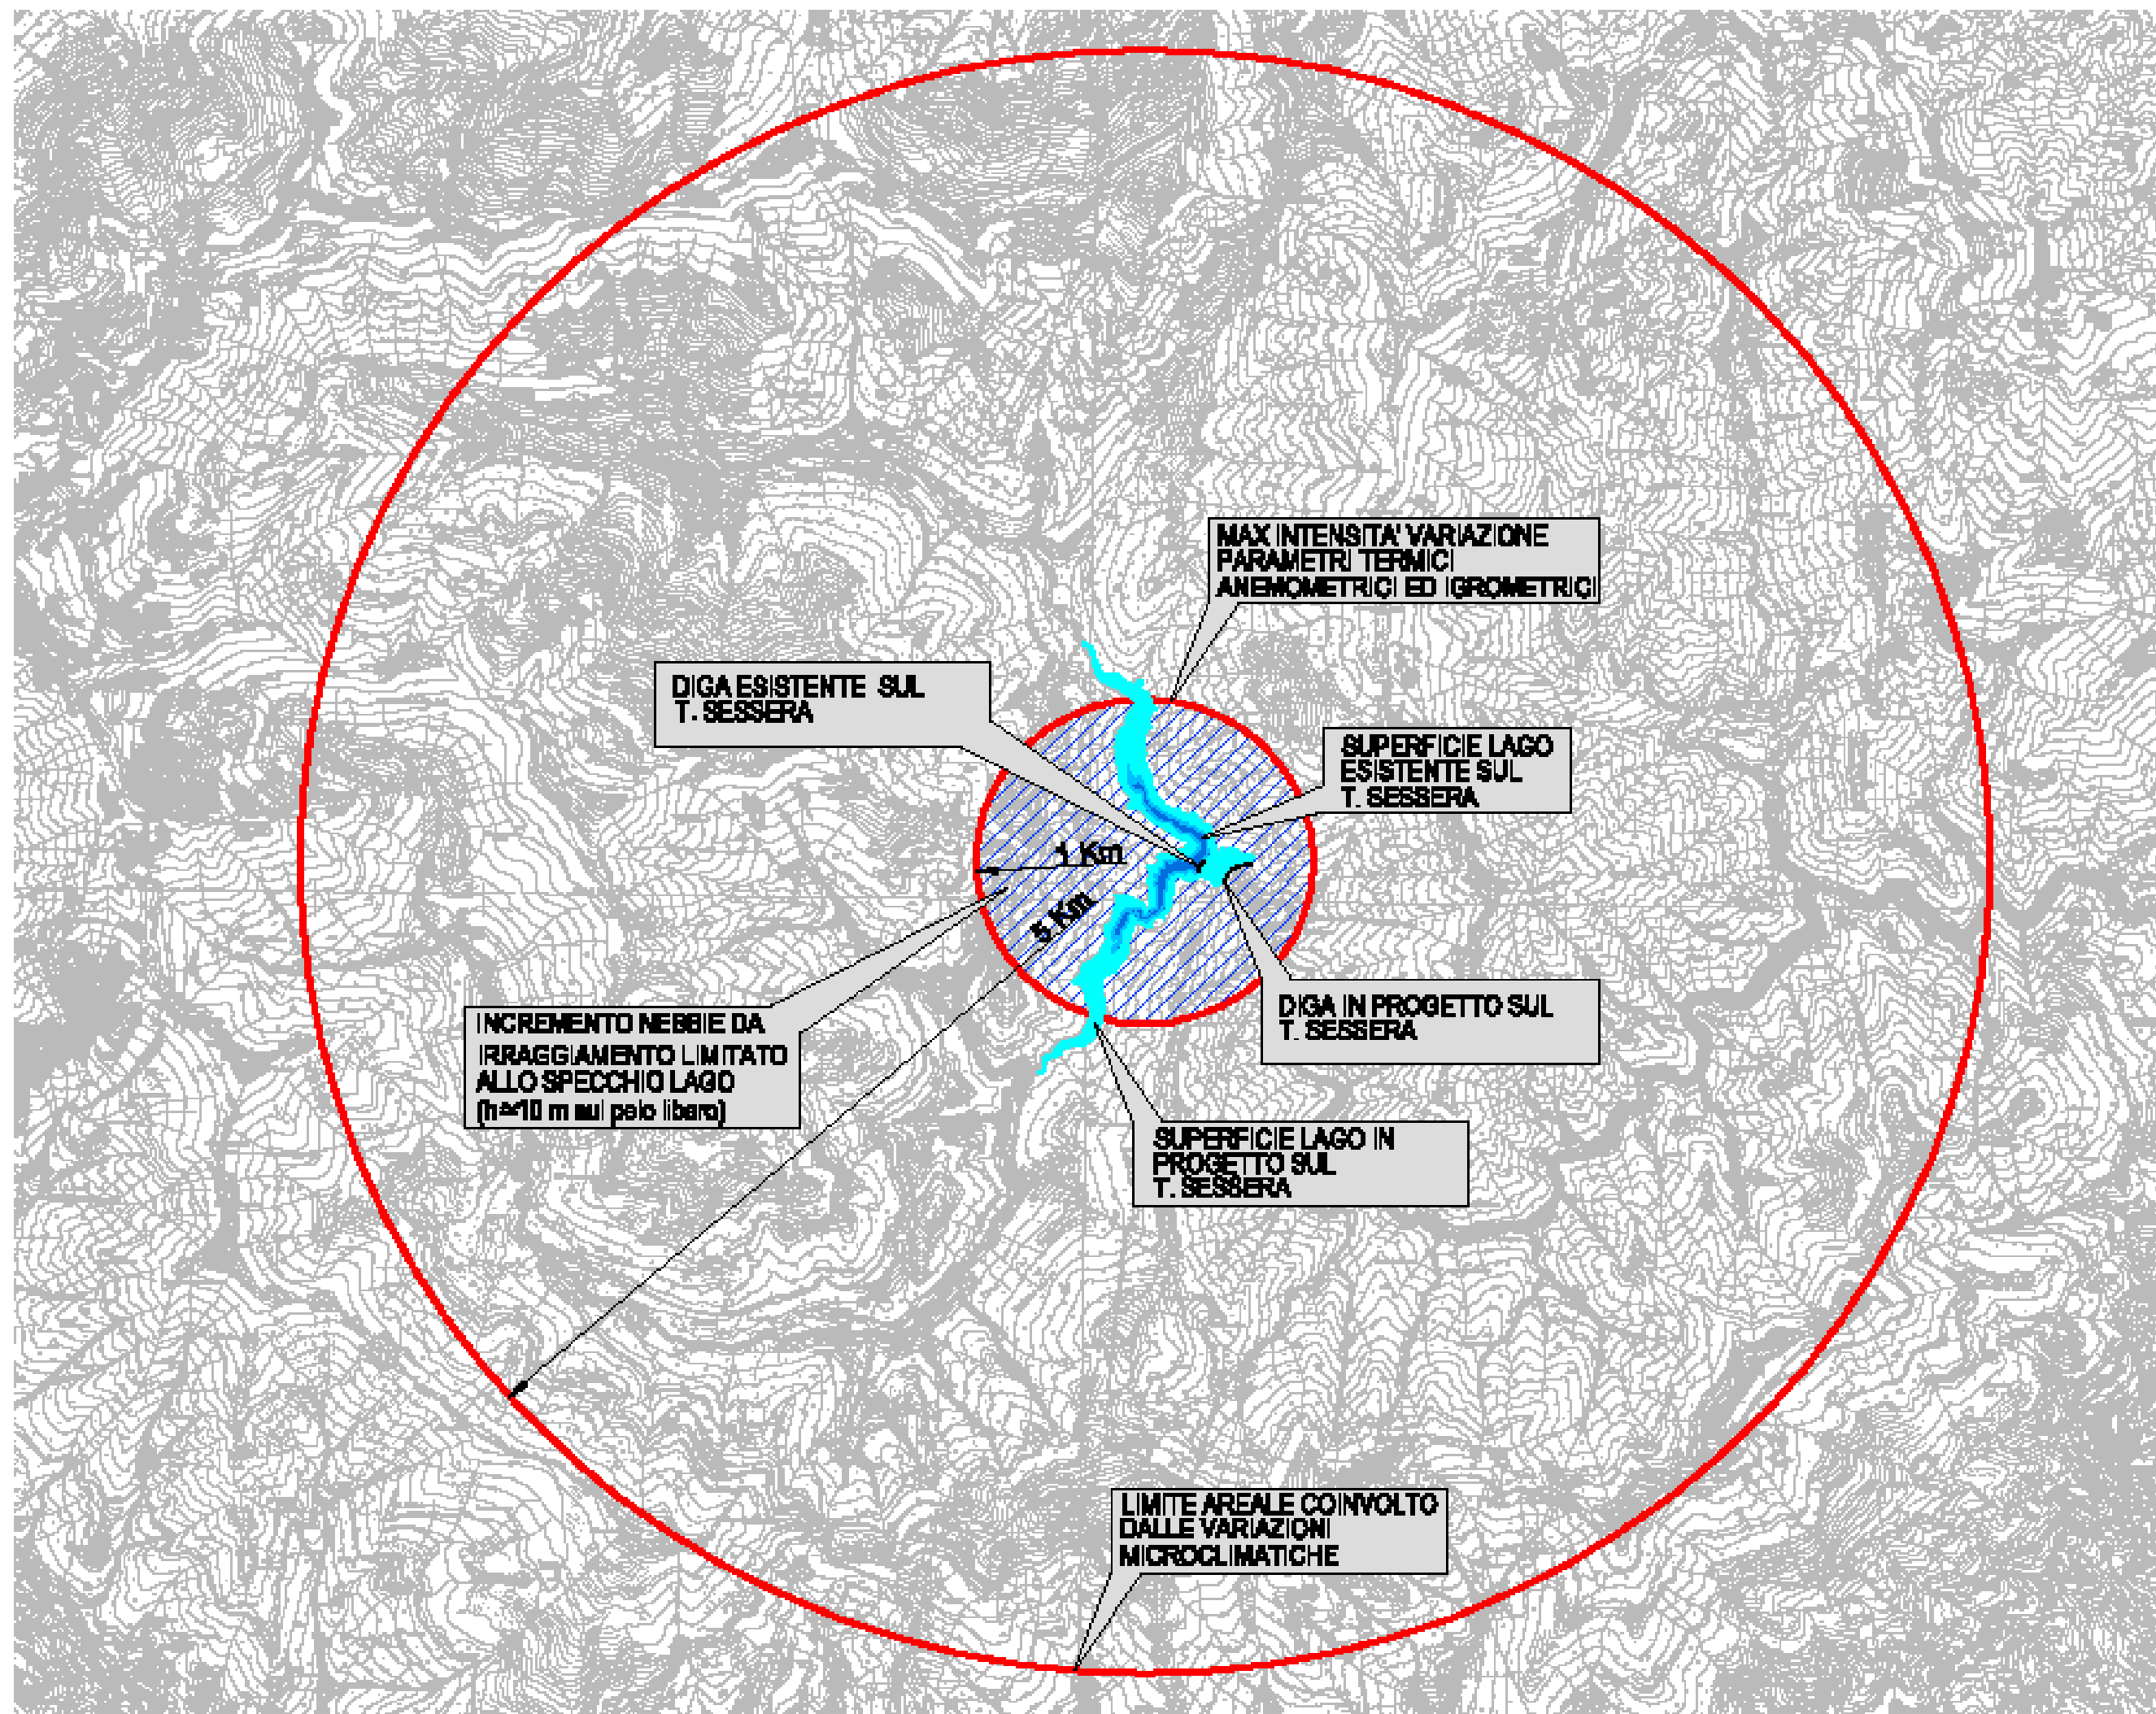 MAX INTENSITA' VARIAZIONE
PARAMETRI TERMICI
ANEMOMETRICI ED IGROMETRICI
DIGA ESISTENTE SUL
T. SESSERA
SUPERFICIE LAGO
ESISTENTE SUL
T. SESSERA
1 Km
5 Km
DIGA IN PROGETTO SUL
T. SESSERA
INCREMENTO NEBBIE DA
IRRAGGIAMENTO LIMITATO
ALLO SPECCHIO LAGO
(h≃10 m sul pelo libero)
SUPERFICIE LAGO IN
PROGETTO SUL
T. SESSERA
LIMITE AREALE COINVOLTO
DALLE VARIAZIONI
MICROCLIMATICHE